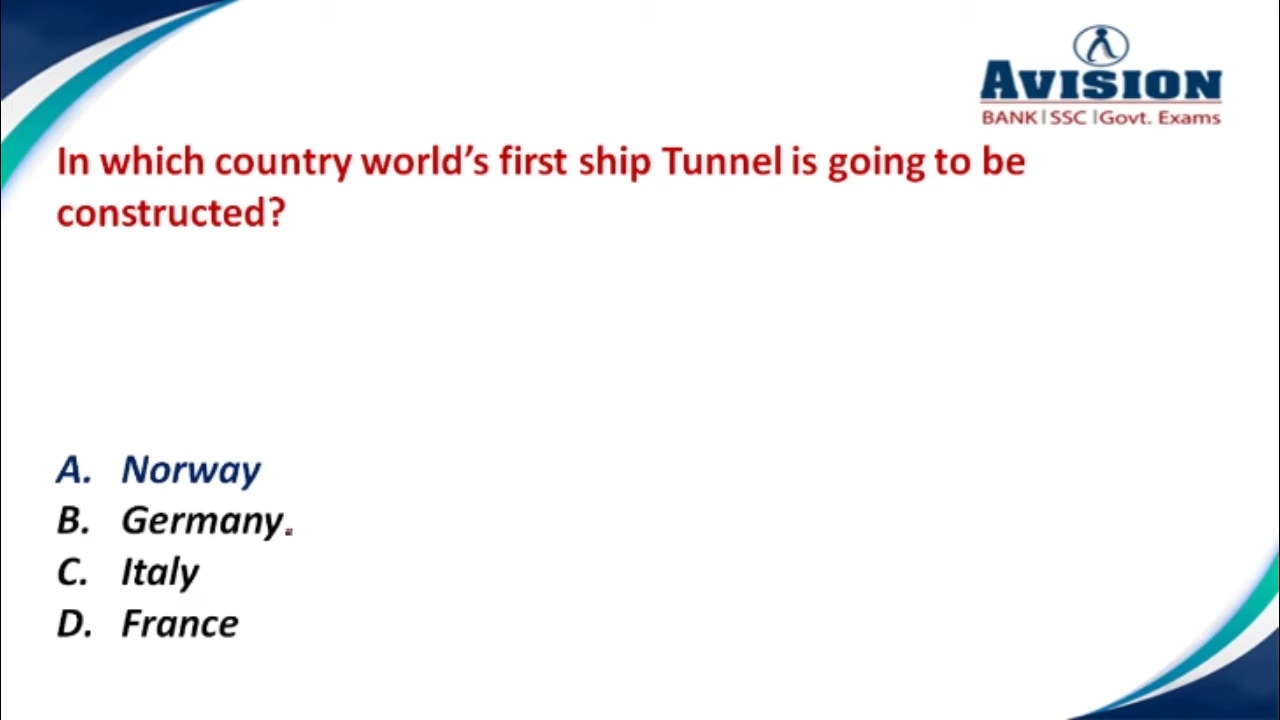 AVISION
BANK|SSC|Govt. Exams
In which country world’s first ship Tunnel is going to be
constructed?
A. Norway
B. Germany.
C. Italy
D. France